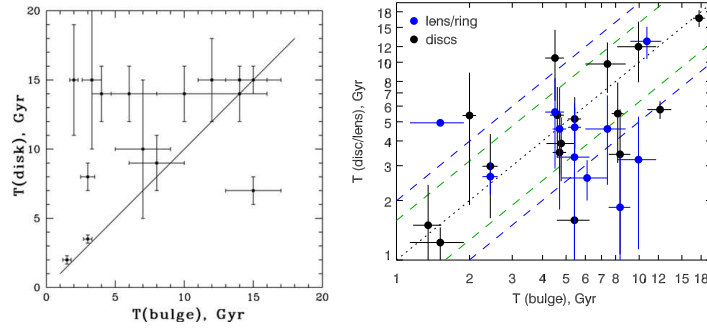 20
15
10
5
0
T(disk), Gyr
0 5 10 15 20
T(bulge), Gyr
lens/ring
discs
18
15
12
10
8
7
6
5
4
3
2
1
T (disc/lens), Gyr
1 2 3 4 5 6 7 8 10 12 15 18
T (bulge), Gyr